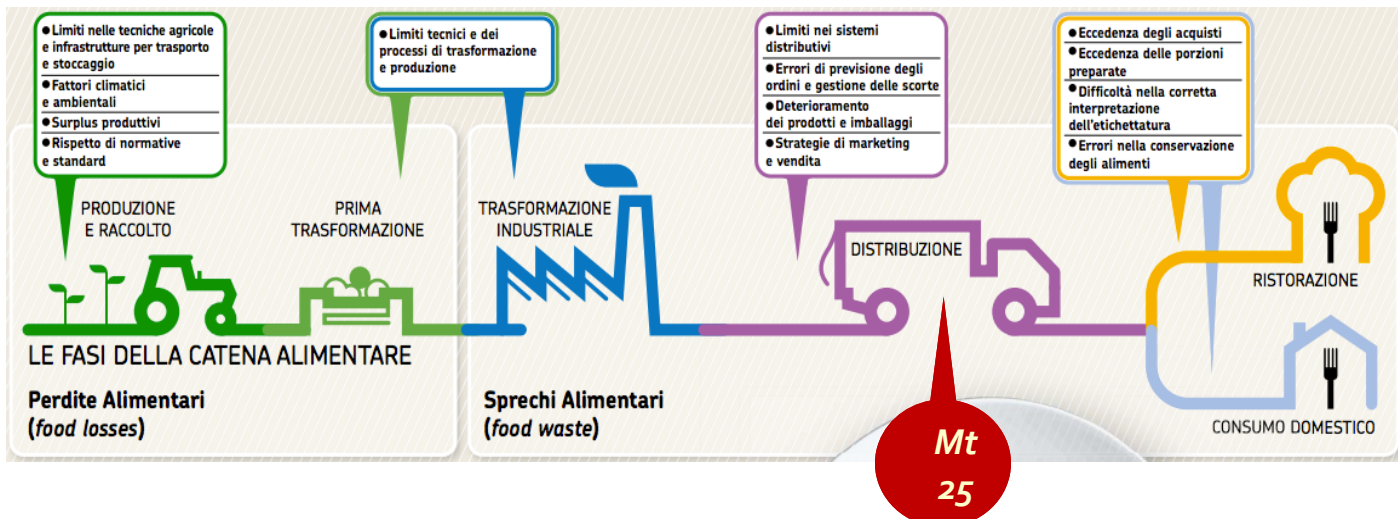 ● Limiti nelle tecniche agricole
e infrastrutture per trasporto
e stoccaggio
● Fattori climatici
e ambientali
● Surplus produttivi
● Rispetto di normative
e standard
● Limiti tecnici e dei
processi di trasformazione
e produzione
● Limiti nei sistemi
distributivi
● Errori di previsione degli
ordini e gestione delle scorte
● Deterioramento
dei prodotti e imballaggi
● Strategie di marketing
e vendita
● Eccedenza degli acquisti
● Eccedenza delle porzioni
preparate
● Difficoltà nella corretta
interpretazione
dell'etichettatura
● Errori nella conservazione
degli alimenti
PRODUZIONE
E RACCOLTO
PRIMA
TRASFORMAZIONE
TRASFORMAZIONE
INDUSTRIALE
DISTRIBUZIONE
RISTORAZIONE
CONSUMO DOMESTICO
LE FASI DELLA CATENA ALIMENTARE
Perdite Alimentari
(food losses)
Sprechi Alimentari
(food waste)
Mt
25